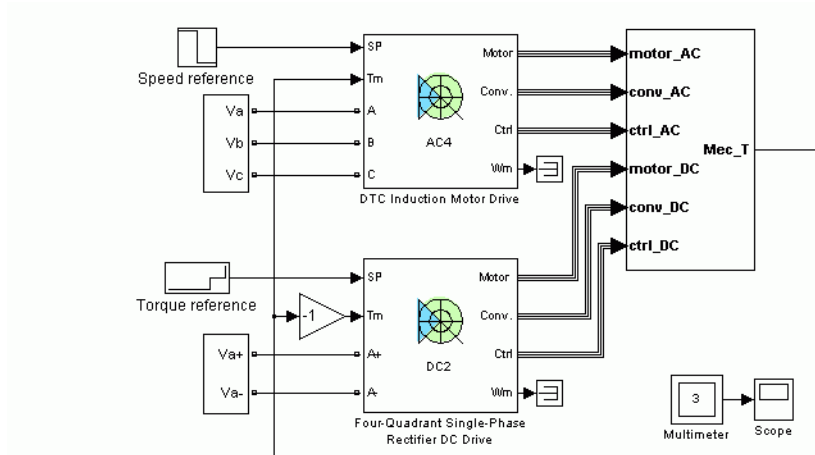 Speed reference
Va
Vb
Vc
SP
Tm
A
B
C
Motor
Conv.
Ctrl
Wm
AC4
DTC Induction Motor Drive
motor_AC
conv_AC
ctrl_AC
motor_DC
conv_DC
ctrl_DC
Mec_T
Torque reference
-1
Va+
Va-
SP
Tm
A+
A-
Motor
Conv.
Ctrl
Wm
DC2
Four-Quadrant Single-Phase
Rectifier DC Drive
3
Multimeter
Scope